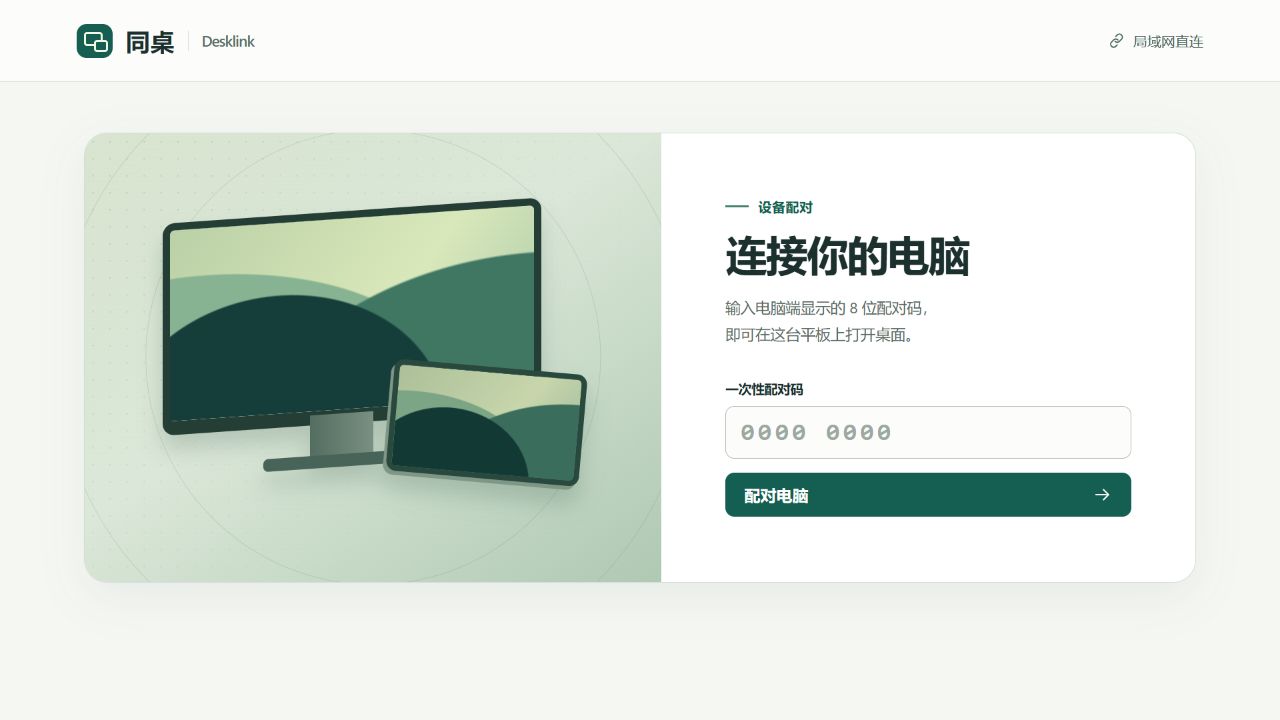 同桌
Desklink
局域网直连
设备配对
连接你的电脑
输入电脑端显示的 8 位配对码，
即可在这台平板上打开桌面。
一次性配对码
0000 0000
配对电脑